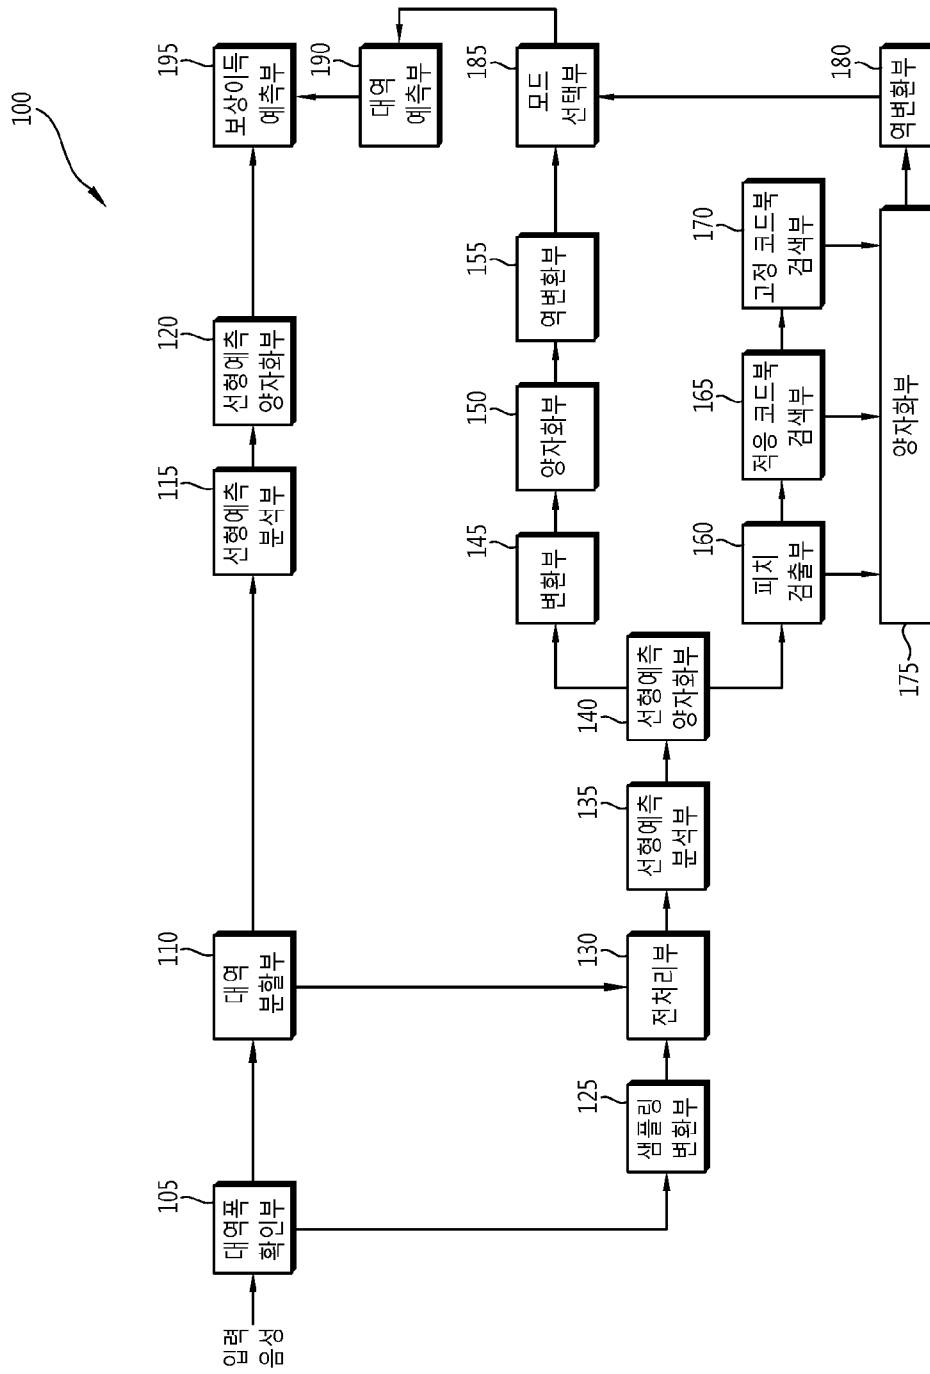 100
입력
음성
105
대역폭
확인부
110
대역
분할부
115
선형예측
분석부
120
선형예측
양자화부
195
보상이득
예측부
190
대역
예측부
125
샘플링
변환부
130
전처리부
135
선형예측
분석부
140
선형예측
양자화부
145
변환부
150
양자화부
155
역변환부
185
모드
선택부
160
피치
검출부
165
적응 코드북
검색부
170
고정 코드북
검색부
175
양자화부
180
역변환부